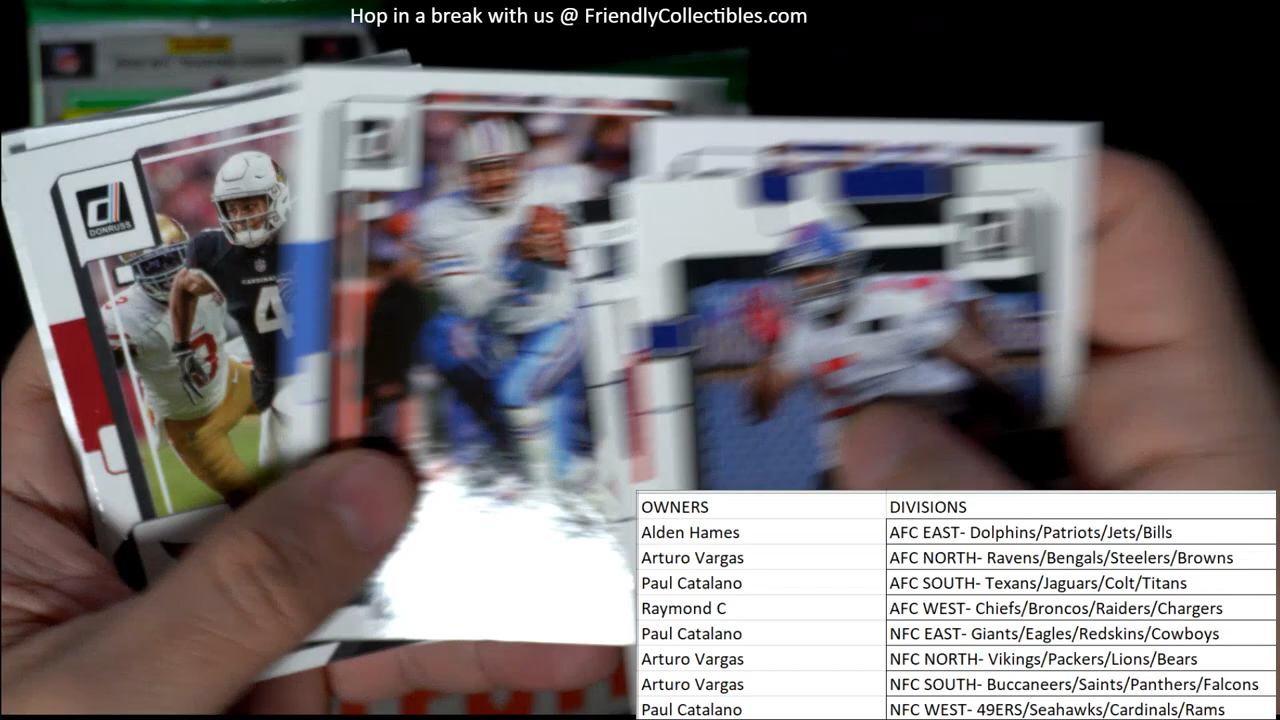 Hop in a break with us @ FriendlyCollectibles.com
DONRUSS
CARDINALS
4
OWNERS DIVISIONS
Alden Hames AFC EAST- Dolphins/Patriots/Jets/Bills
Arturo Vargas AFC NORTH- Ravens/Bengals/Steelers/Browns
Paul Catalano AFC SOUTH- Texans/Jaguars/Colt/Titans
Raymond C AFC WEST- Chiefs/Broncos/Raiders/Chargers
Paul Catalano NFC EAST- Giants/Eagles/Redskins/Cowboys
Arturo Vargas NFC NORTH- Vikings/Packers/Lions/Bears
Arturo Vargas NFC SOUTH- Buccaneers/Saints/Panthers/Falcons
Paul Catalano NFC WEST- 49ERS/Seahawks/Cardinals/Rams